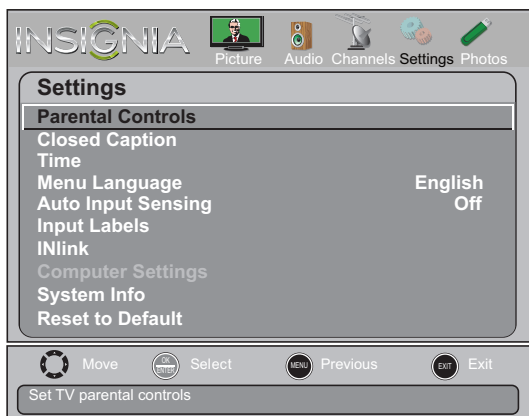 INSIGNIA
Picture Audio Channels Settings Photos
Settings
Parental Controls
Closed Caption
Time
Menu Language English
Auto Input Sensing Off
Input Labels
INlink
Computer Settings
System Info
Reset to Default
Move OK ENTER Select MENU Previous EXIT Exit
Set TV parental controls